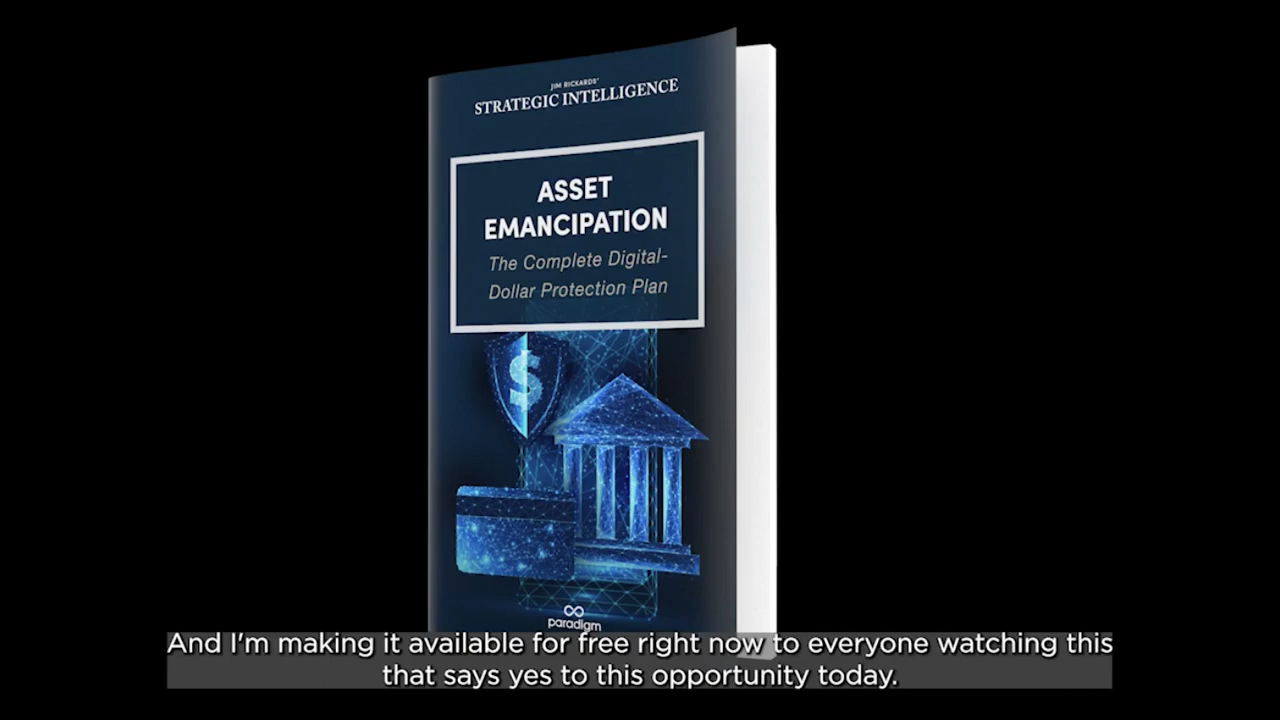 JIM RICKARDS'
STRATEGIC INTELLIGENCE
ASSET
EMANCIPATION
The Complete Digital-
Dollar Protection Plan
$
paradigm
And I'm making it available for free right now to everyone watching this
that says yes to this opportunity today.